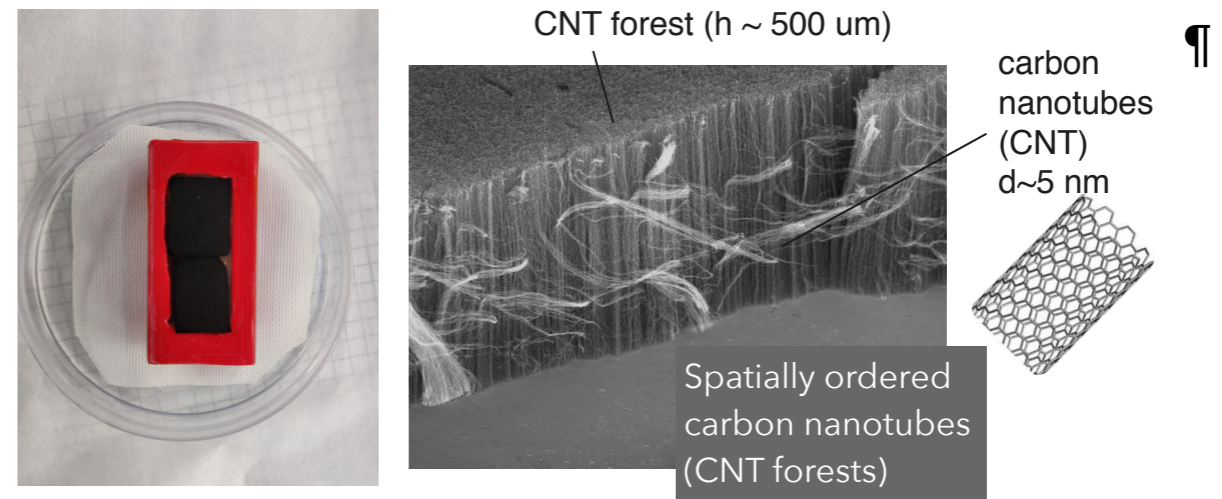 CNT forest (h ~ 500 um)
¶
carbon
nanotubes
(CNT)
d~5 nm
Spatially ordered
carbon nanotubes
(CNT forests)